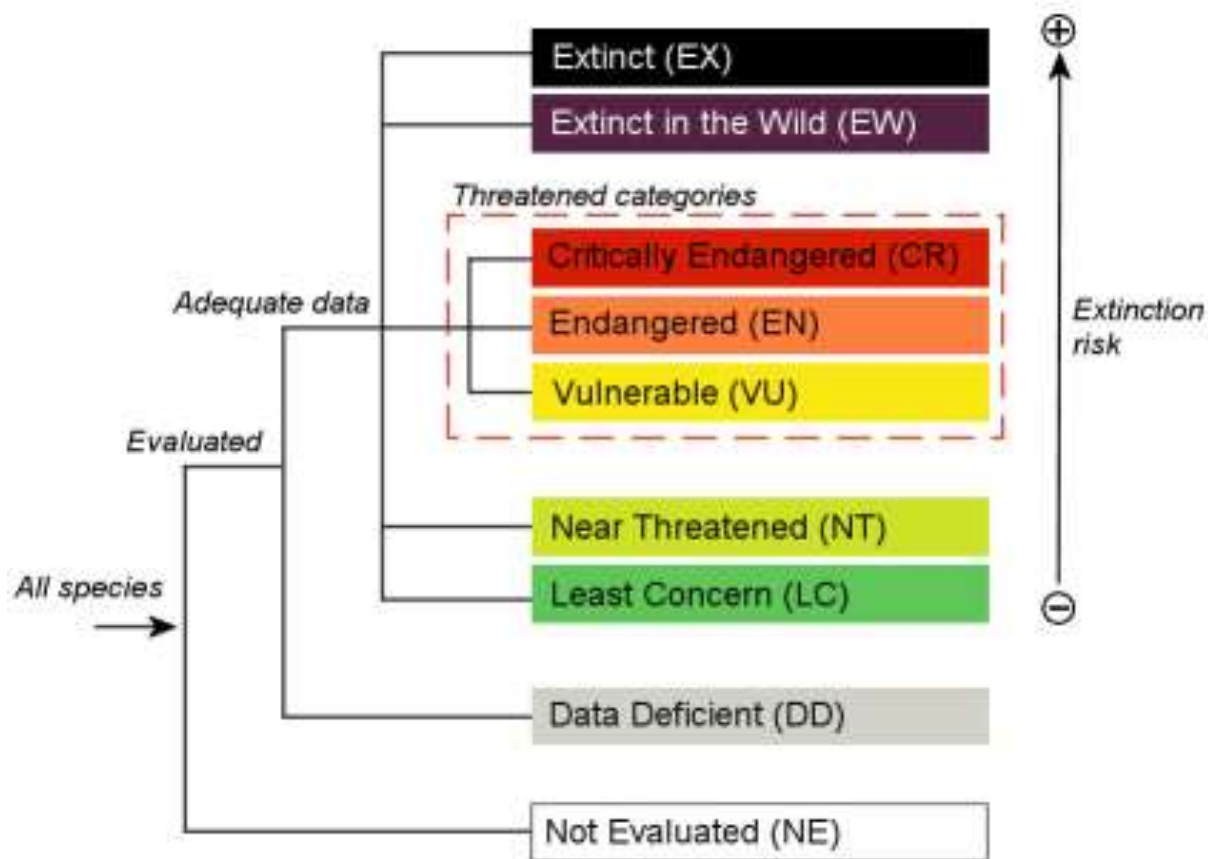 Extinct (EX)
Extinct in the Wild (EW)
Threatened categories
Critically Endangered (CR)
Adequate data
Endangered (EN)
Extinction
risk
Vulnerable (VU)
Evaluated
Near Threatened (NT)
All species
Least Concern (LC)
Data Deficient (DD)
Not Evaluated (NE)